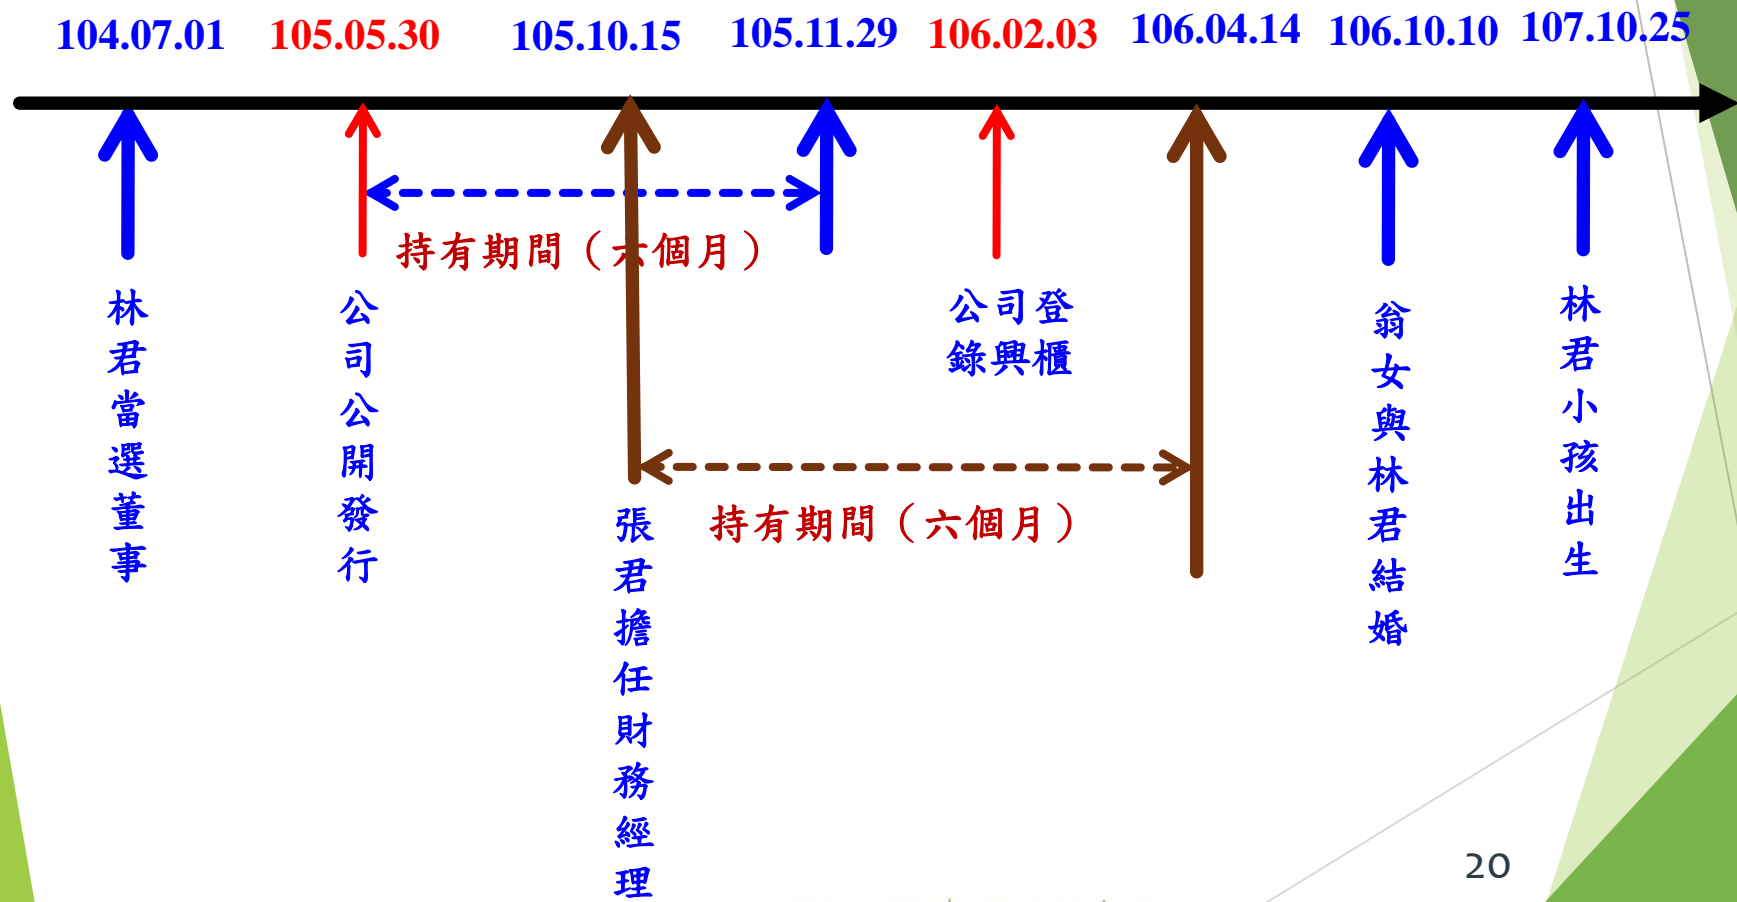 104.07.01 105.05.30 105.10.15 105.11.29 106.02.03 106.04.14 106.10.10 107.10.25
持有期間（六個月）
林君當選董事
公司公開發行
公司登
錄興櫃
翁女與林君結婚
林君小孩出生
持有期間（六個月）
張君擔任財務經理
20